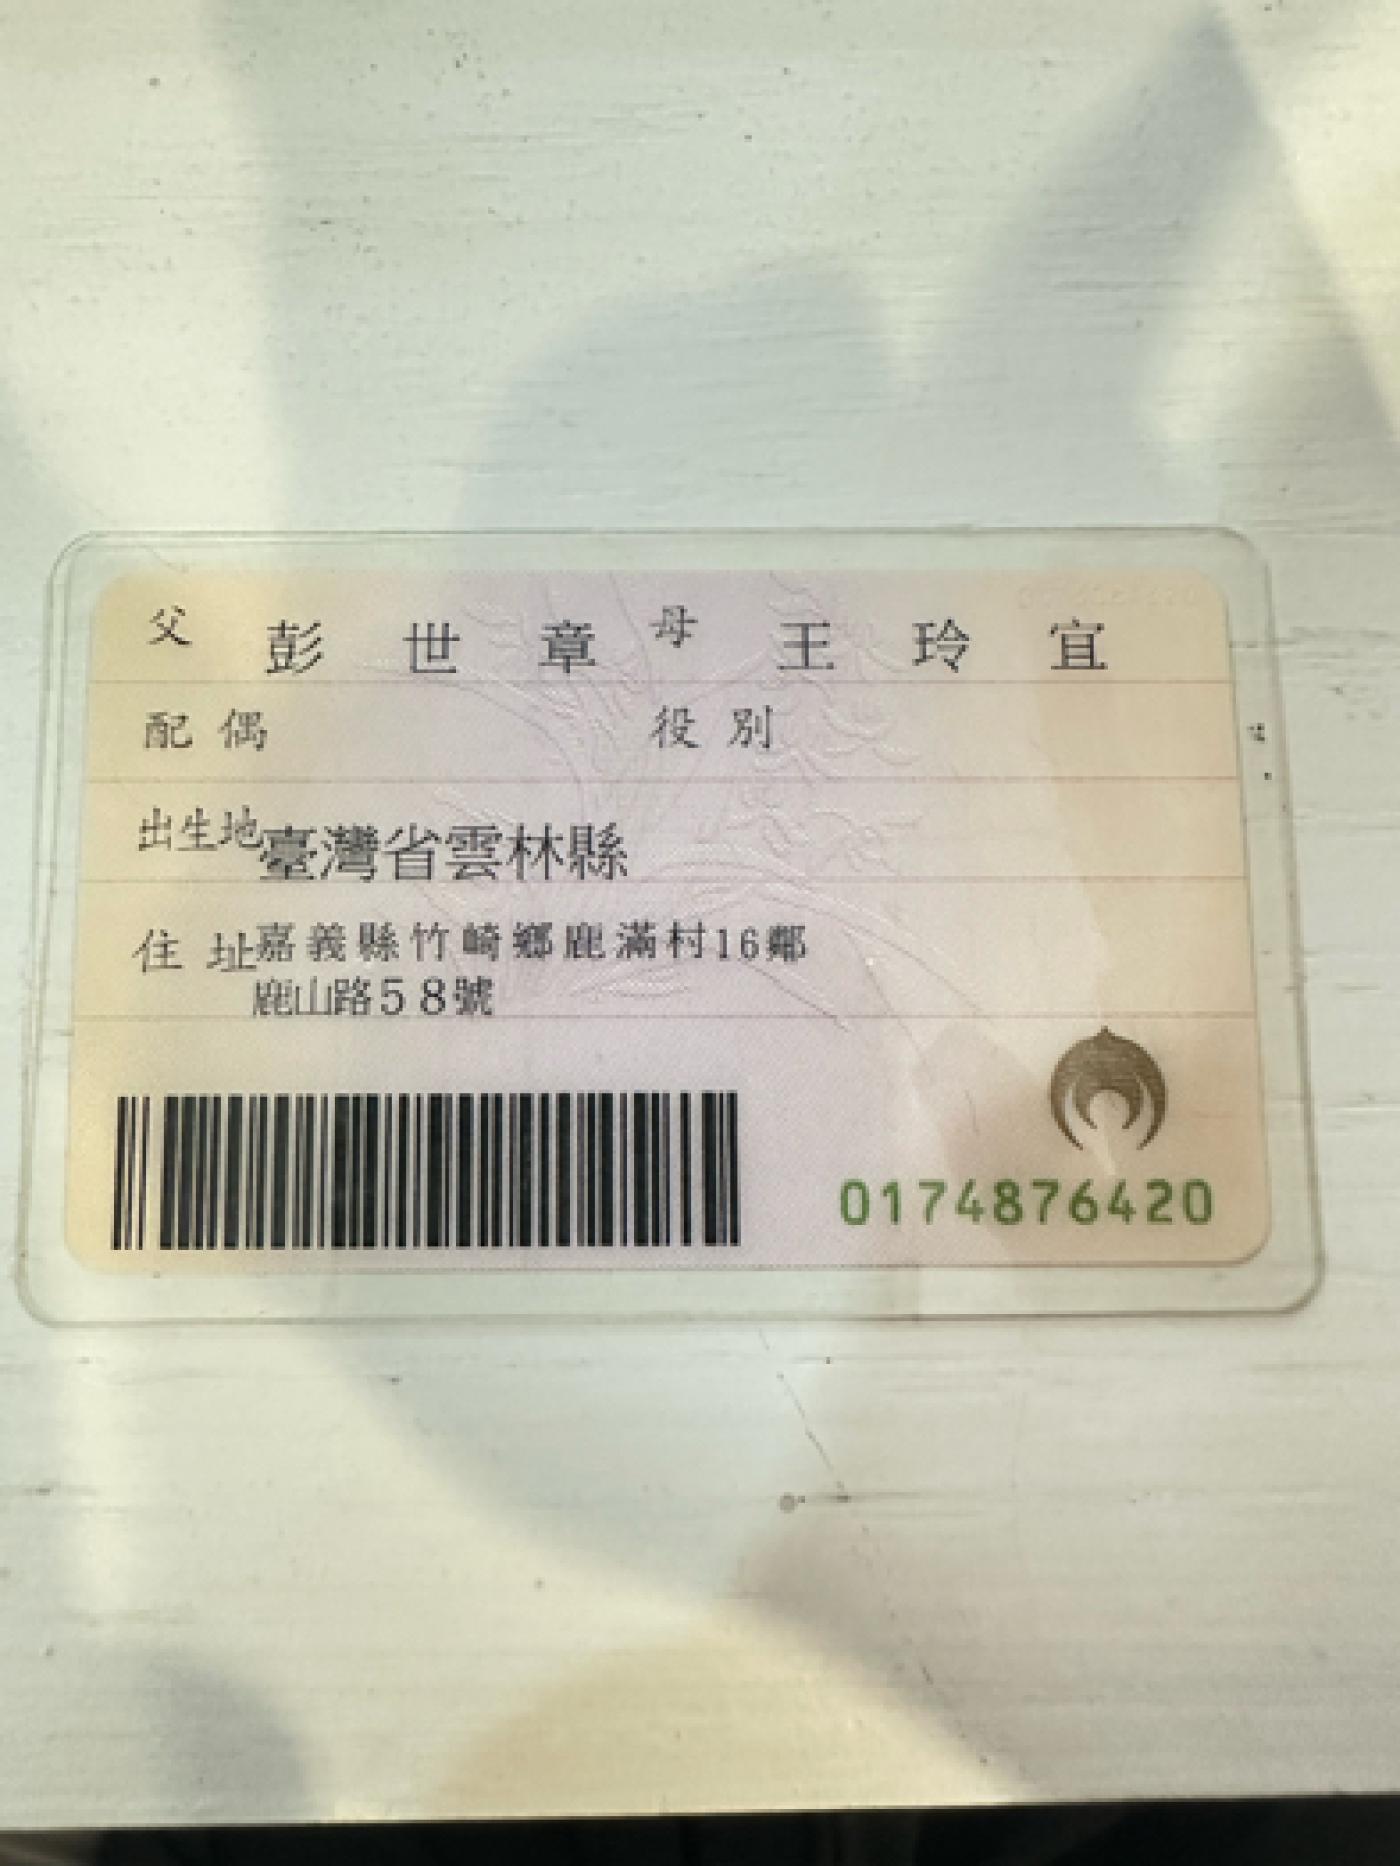 父 彭世章 母 王玲宜
配偶 役別
出生地 臺灣省雲林縣
住址 嘉義縣竹崎鄉鹿滿村16鄰
鹿山路58號
0174876420